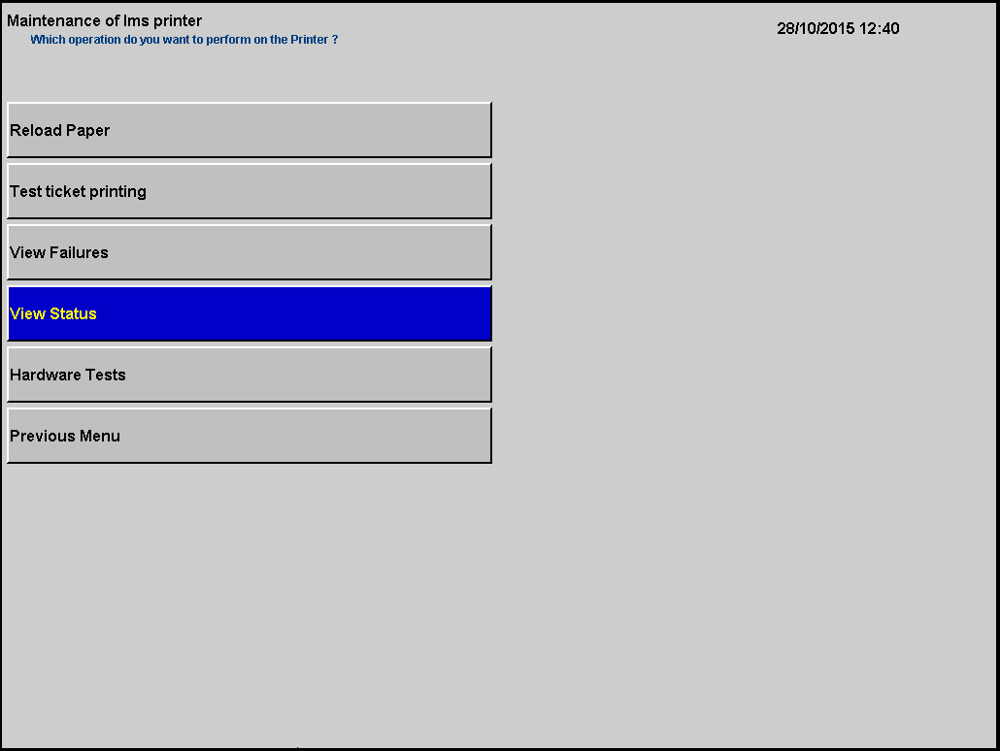 Maintenance of Ims printer
28/10/2015 12:40
Which operation do you want to perform on the Printer ?
Reload Paper
Test ticket printing
View Failures
View Status
Hardware Tests
Previous Menu